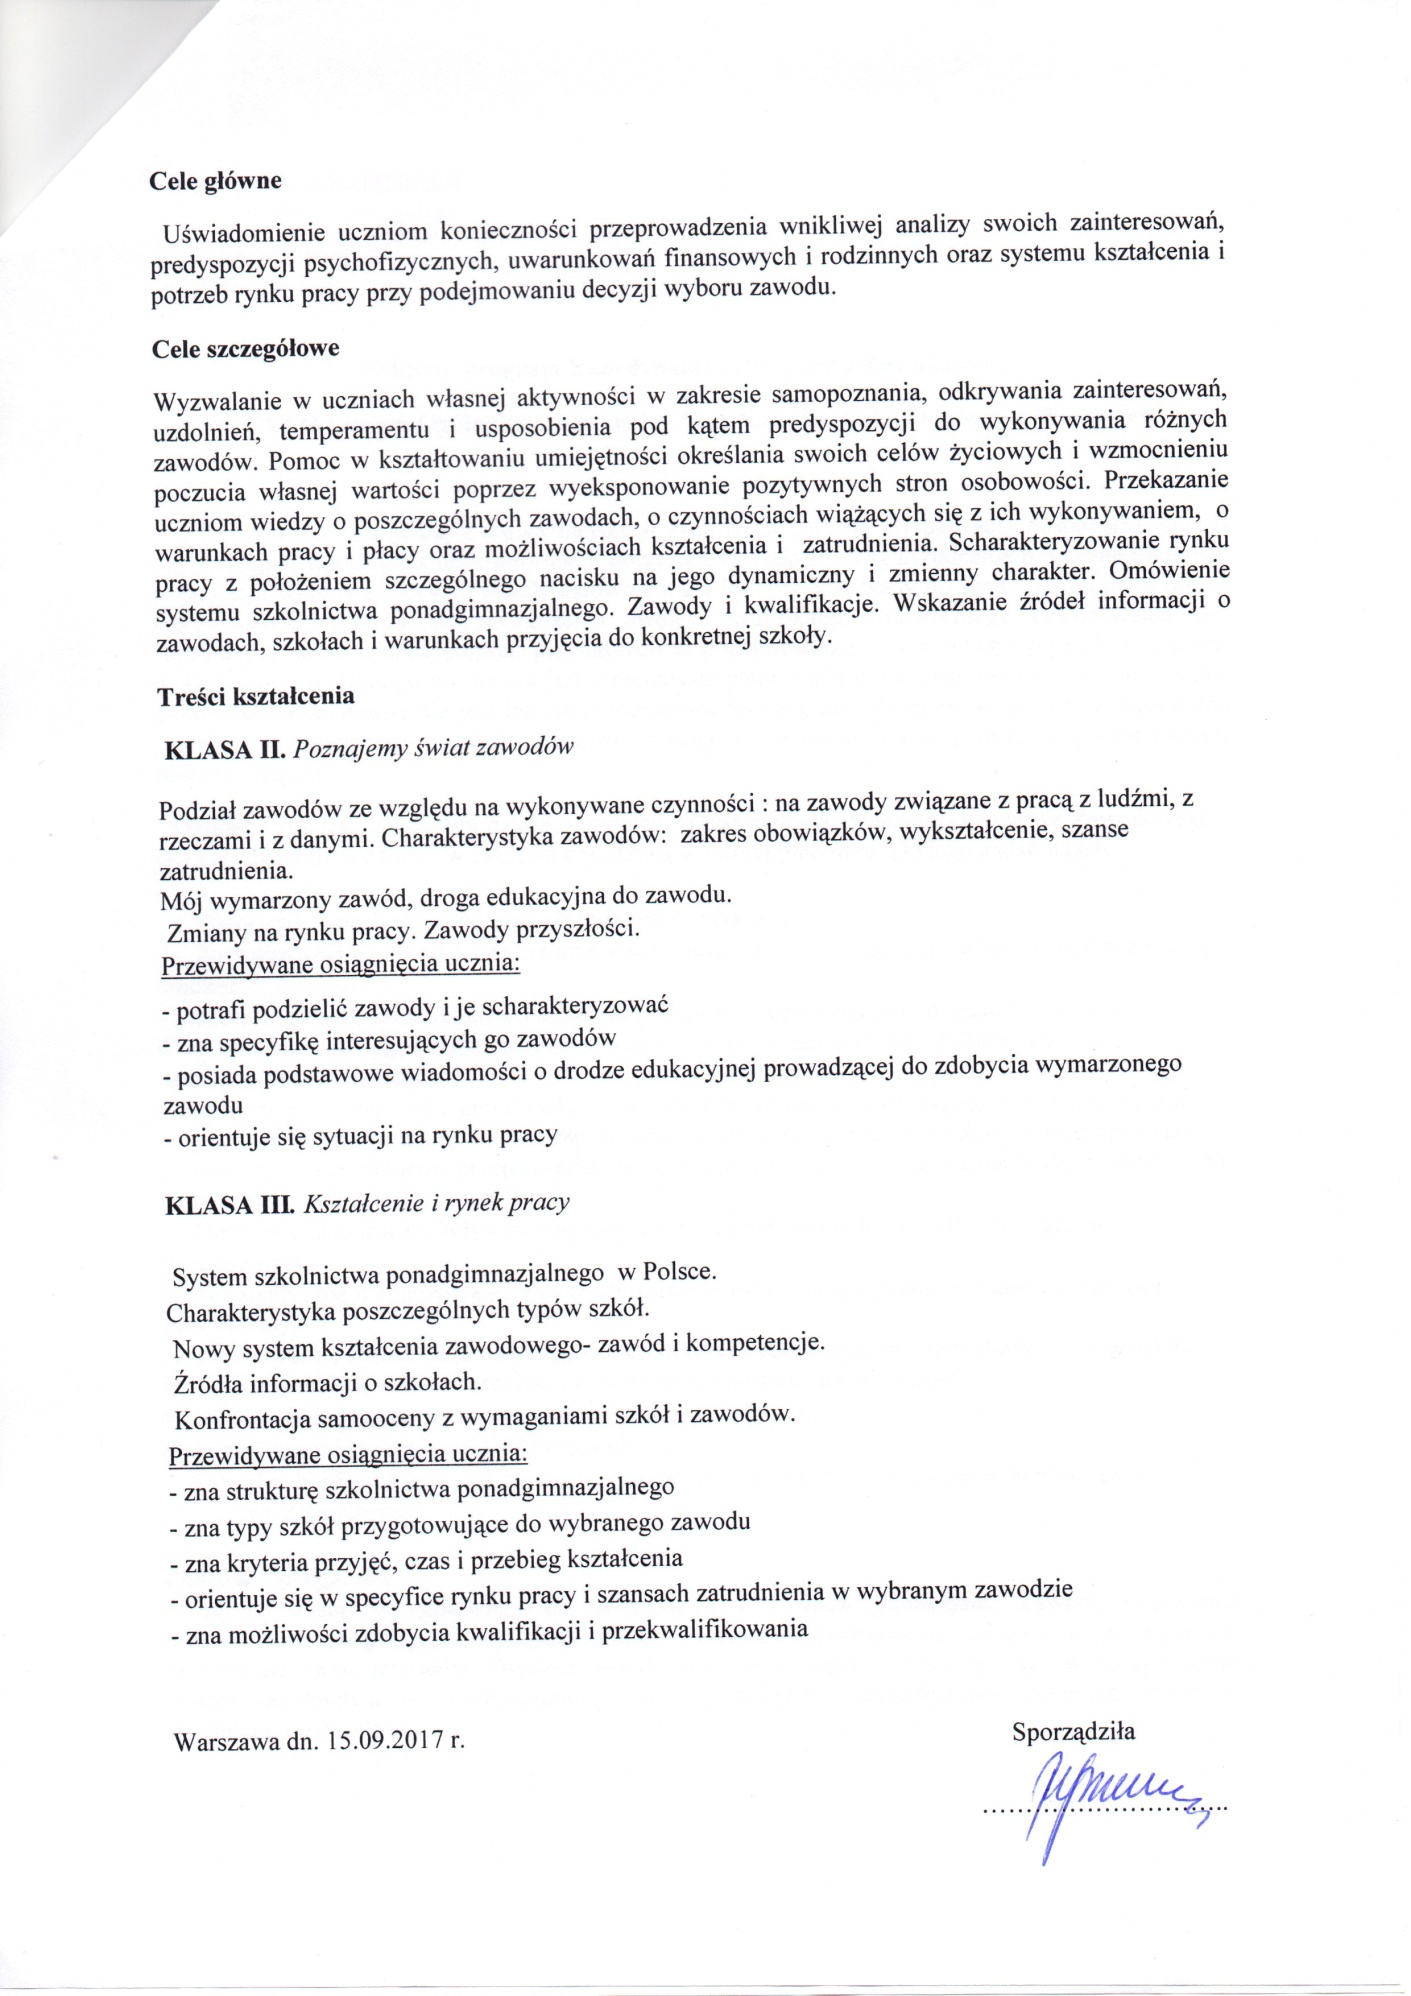 Cele główne
Uświadomienie uczniom konieczności przeprowadzenia wnikliwej analizy swoich zainteresowań,
predyspozycji psychofizycznych, uwarunkowań finansowych i rodzinnych oraz systemu kształcenia i
potrzeb rynku pracy przy podejmowaniu decyzji wyboru zawodu.
Cele szczegółowe
Wyzwalanie w uczniach własnej aktywności w zakresie samopoznania, odkrywania zainteresowań,
uzdolnień, temperamentu i usposobienia pod kątem predyspozycji do wykonywania różnych
zawodów. Pomoc w kształtowaniu umiejętności określania swoich celów życiowych i wzmocnieniu
poczucia własnej wartości poprzez wyeksponowanie pozytywnych stron osobowości. Przekazanie
uczniom wiedzy o poszczególnych zawodach, o czynnościach wiążących się z ich wykonywaniem, o
warunkach pracy i płacy oraz możliwościach kształcenia i zatrudnienia. Scharakteryzowanie rynku
pracy z położeniem szczególnego nacisku na jego dynamiczny i zmienny charakter. Omówienie
systemu szkolnictwa ponadgimnazjalnego. Zawody i kwalifikacje. Wskazanie źródeł informacji o
zawodach, szkołach i warunkach przyjęcia do konkretnej szkoły.
Treści kształcenia
KLASA II. Poznajemy świat zawodów
Podział zawodów ze względu na wykonywane czynności : na zawody związane z pracą z ludźmi, z
rzeczami i z danymi. Charakterystyka zawodów: zakres obowiązków, wykształcenie, szanse
zatrudnienia.
Mój wymarzony zawód, droga edukacyjna do zawodu.
Zmiany na rynku pracy. Zawody przyszłości.
Przewidywane osiągnięcia ucznia:
- potrafi podzielić zawody i je scharakteryzować
- zna specyfikę interesujących go zawodów
- posiada podstawowe wiadomości o drodze edukacyjnej prowadzącej do zdobycia wymarzonego
zawodu
- orientuje się sytuacji na rynku pracy
KLASA III. Kształcenie i rynek pracy
System szkolnictwa ponadgimnazjalnego w Polsce.
Charakterystyka poszczególnych typów szkół.
Nowy system kształcenia zawodowego- zawód i kompetencje.
Źródła informacji o szkołach.
Konfrontacja samooceny z wymaganiami szkół i zawodów.
Przewidywane osiągnięcia ucznia:
- zna strukturę szkolnictwa ponadgimnazjalnego
- zna typy szkół przygotowujące do wybranego zawodu
- zna kryteria przyjęć, czas i przebieg kształcenia
- orientuje się w specyfice rynku pracy i szansach zatrudnienia w wybranym zawodzie
- zna możliwości zdobycia kwalifikacji i przekwalifikowania
Warszawa dn. 15.09.2017 r.
Sporządziła